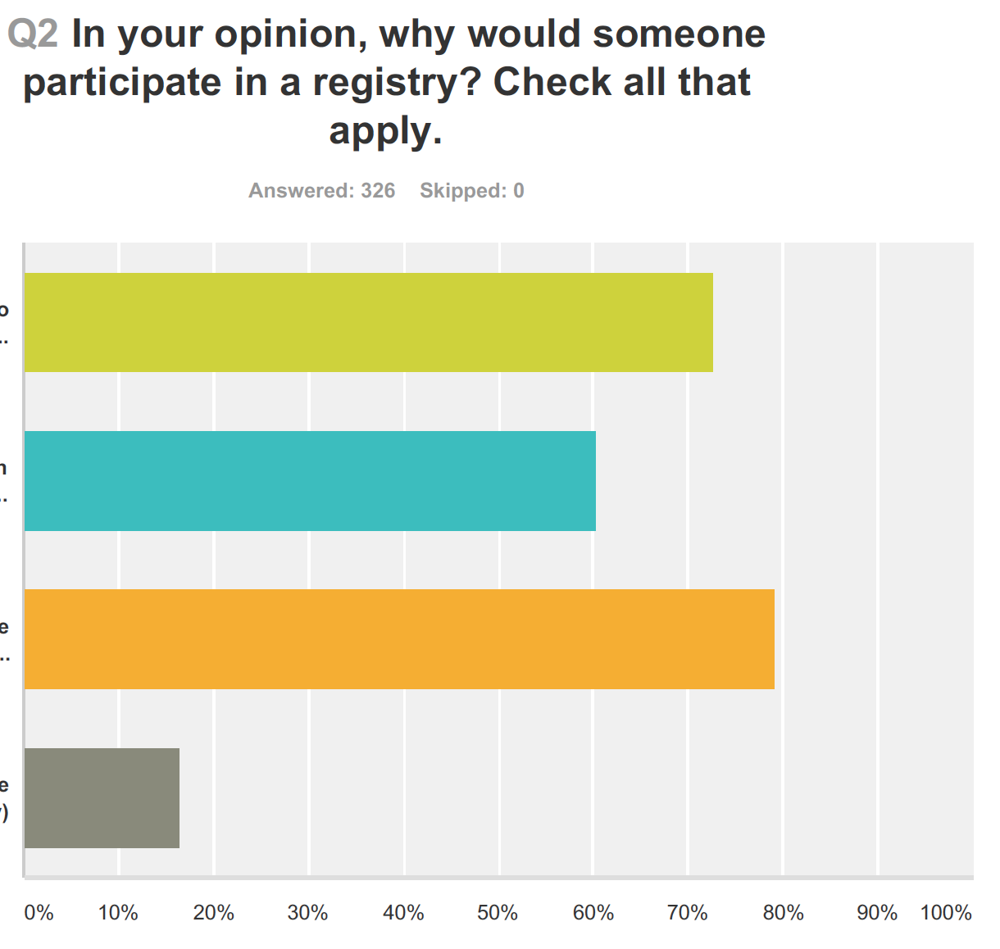 Q2 In your opinion, why would someone
participate in a registry? Check all that
apply.
Answered: 326 Skipped: 0
0% 10% 20% 30% 40% 50% 60% 70% 80% 90% 100%